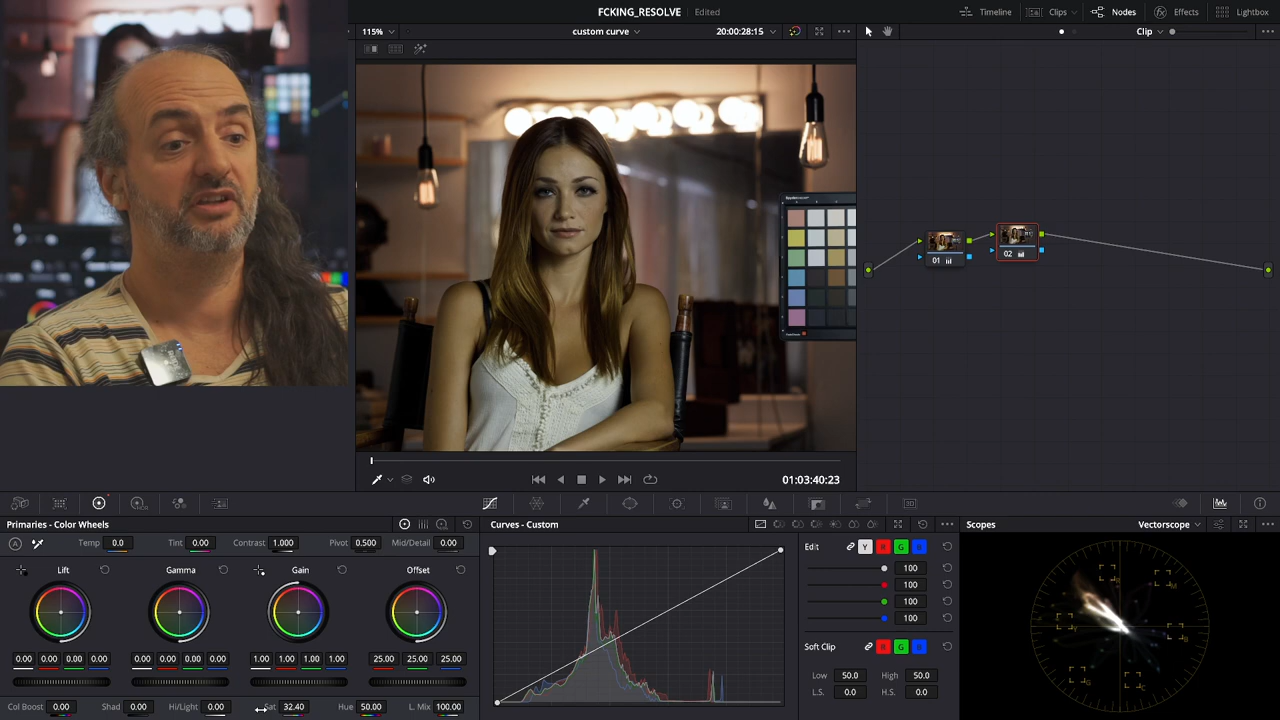 FCKING_RESOLVE Edited
Timeline Clips Nodes Effects Lightbox
115% custom curve 20:00:28:15 Clip
01 02
01:03:40:23
Primaries - Color Wheels
Temp 0.0 Tint 0.00 Contrast 1.000 Pivot 0.500 Mid/Detail 0.00
Lift Gamma Gain Offset
0.00 0.00 0.00 0.00 0.00 0.00 0.00 0.00 1.00 1.00 1.00 1.00 25.00 25.00 25.00
Col Boost 0.00 Shad 0.00 Hi/Light 0.00 Sat 32.40 Hue 50.00 L. Mix 100.00
Curves - Custom
Edit Y R G B
100
100
100
100
Soft Clip R G B
Low 50.0 High 50.0
L.S. 0.0 H.S. 0.0
Scopes Vectorscope